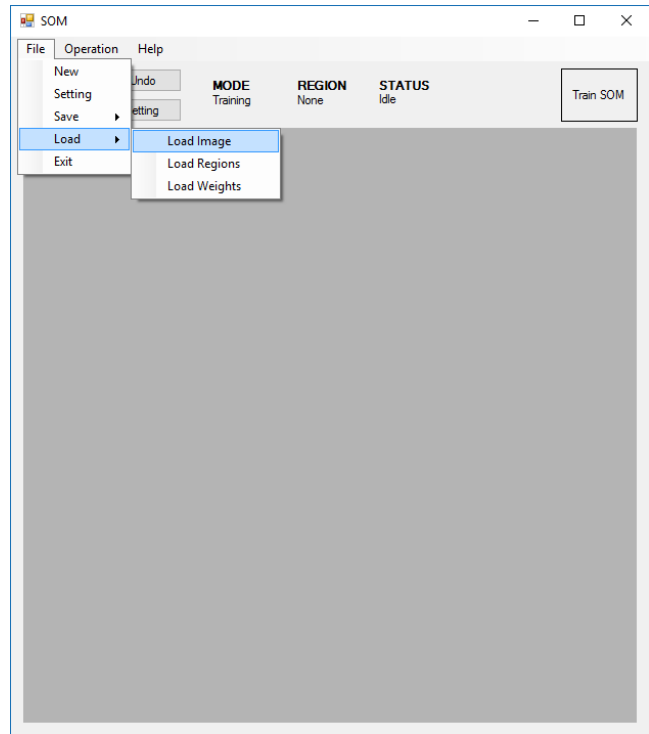 SOM
File Operation Help
New
Setting
Save
Load
Exit
Load Image
Load Regions
Load Weights
Undo
etting
MODE
Training
REGION
None
STATUS
Idle
Train SOM